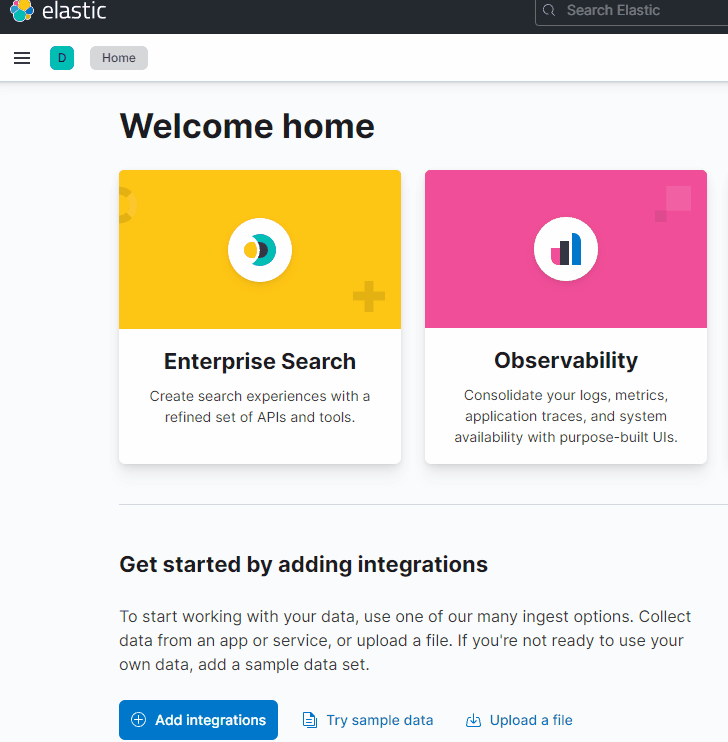 elastic
Search Elastic
D
Home
Welcome home
Enterprise Search
Create search experiences with a
refined set of APIs and tools.
Observability
Consolidate your logs, metrics,
application traces, and system
availability with purpose-built UIs.
Get started by adding integrations
To start working with your data, use one of our many ingest options. Collect
data from an app or service, or upload a file. If you're not ready to use your
own data, add a sample data set.
Add integrations
Try sample data
Upload a file